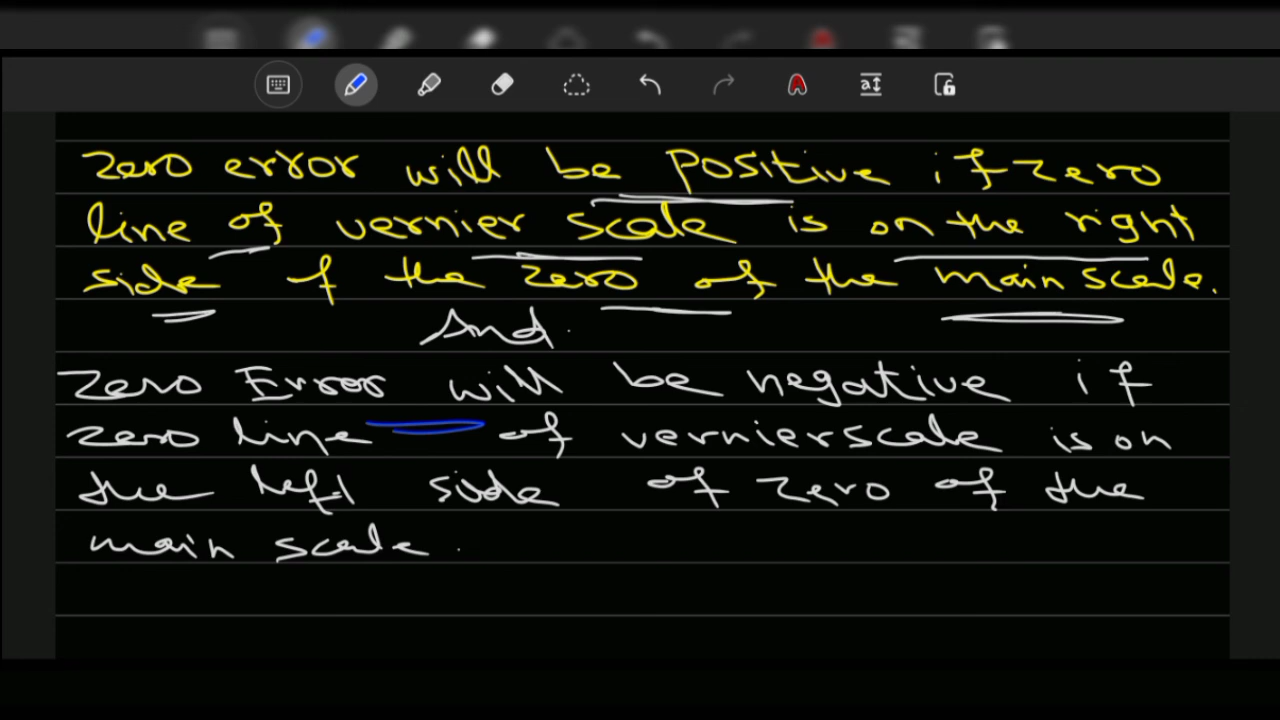 Zero error will be positive if zero
line of vernier scale is on the right
side of the zero of the main scale.
And
Zero Error will be negative if
zero line of vernier scale is on
the left side of zero of the
main scale.